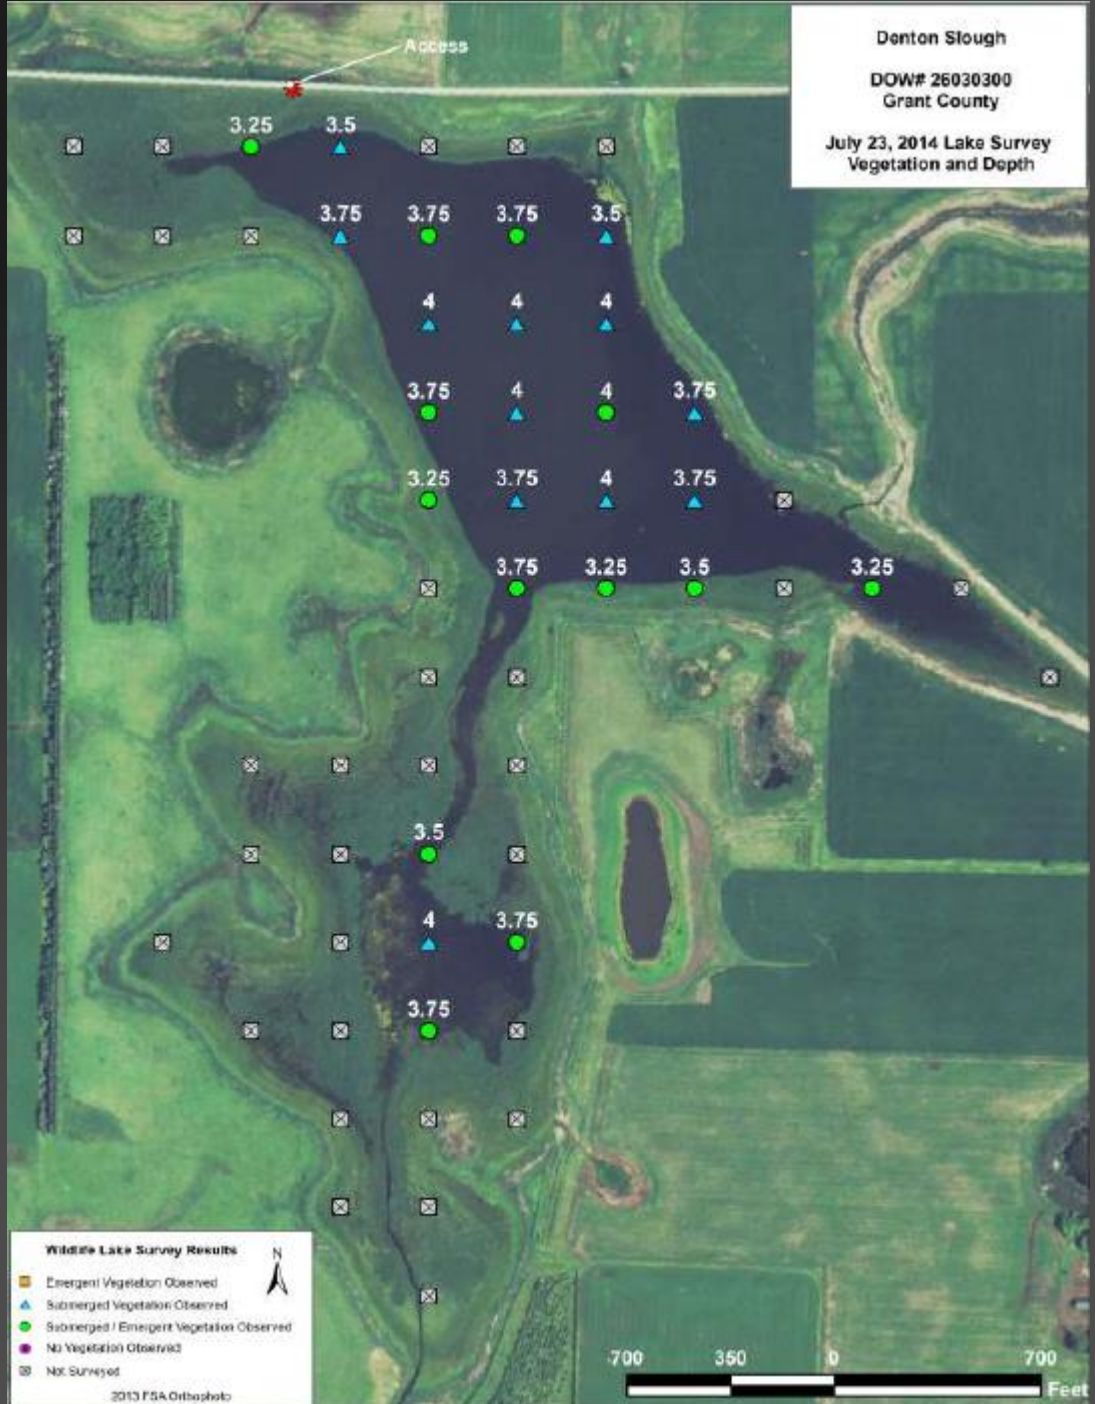 Access
Denton Slough
DOW# 26030300
Grant County
July 23, 2014 Lake Survey
Vegetation and Depth
3.25 3.5
3.75 3.75 3.75 3.5
4 4 4
3.75 4 4 3.75
3.25 3.75 4 3.75
3.75 3.25 3.5 3.25
3.5
4 3.75
3.75
Wildlife Lake Survey Results
N
Emergent Vegetation Observed
Submerged Vegetation Observed
Submerged / Emergent Vegetation Observed
No Vegetation Observed
Not Surveyed
2013 FSA Orthophoto
700 350 0 700
Feet